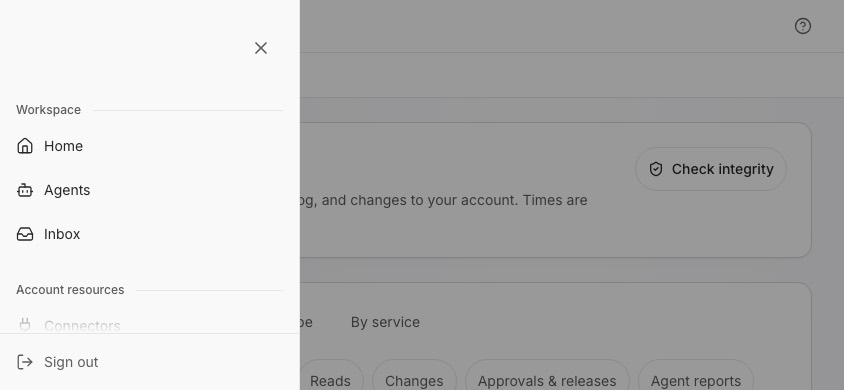 Workspace
Home
Agents
Inbox
Account resources
Connectors
Sign out
Check integrity
og, and changes to your account. Times are
By service
Reads
Changes
Approvals & releases
Agent reports